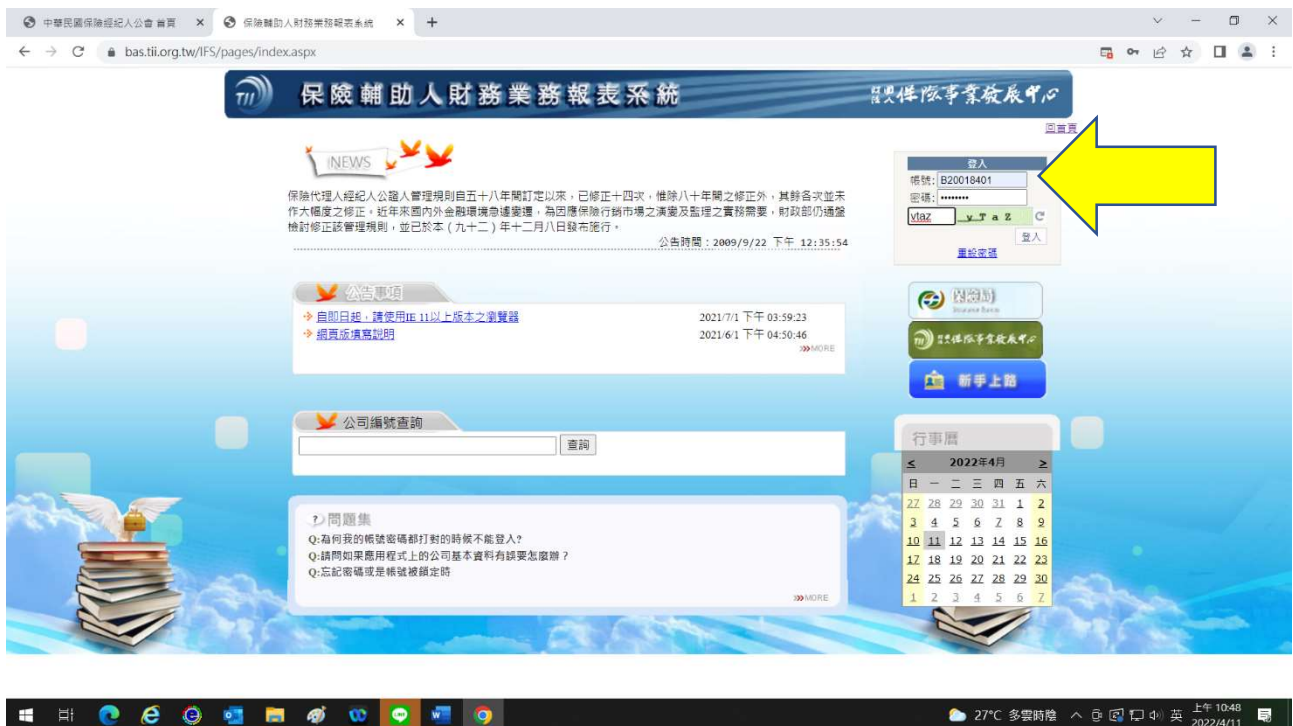 中華民國保險經紀人公會 首頁
保險輔助人財務業務報表系統
bas.tii.org.tw/IFS/pages/index.aspx
TII
保險輔助人財務業務報表系統
保險事業發展中心
回首頁
NEWS
保險代理人經紀人公證人管理規則自五十八年間訂定以來，已修正十四次，惟除八十年間之修正外，其餘各次並未
作大幅度之修正。近年來國內外金融環境急遽變遷，為因應保險行銷市場之演變及監理之實務需要，財政部仍通盤
檢討修正該管理規則，並已於本（九十二）年十二月八日發布施行。
公告時間：2009/9/22 下午 12:35:54
登入
帳號: B20018401
密碼: ••••••••
vtaz
v T a Z
登入
重設密碼
公告事項
自即日起，請使用IE 11以上版本之瀏覽器 2021/7/1 下午 03:59:23
網頁版填寫說明 2021/6/1 下午 04:50:46
MORE
TII 保險事業發展中心
新手上路
公司編號查詢
查詢
行事曆
< 2022年4月 >
日 一 二 三 四 五 六
27 28 29 30 31 1 2
3 4 5 6 7 8 9
10 11 12 13 14 15 16
17 18 19 20 21 22 23
24 25 26 27 28 29 30
1 2 3 4 5 6 7
問題集
Q:為何我的帳號密碼都打對的時候不能登入?
Q:請問如果應用程式上的公司基本資料有誤要怎麼辦？
Q:忘記密碼或是帳號被鎖定時
MORE
27°C 多雲時陰
英
上午 10:48
2022/4/11